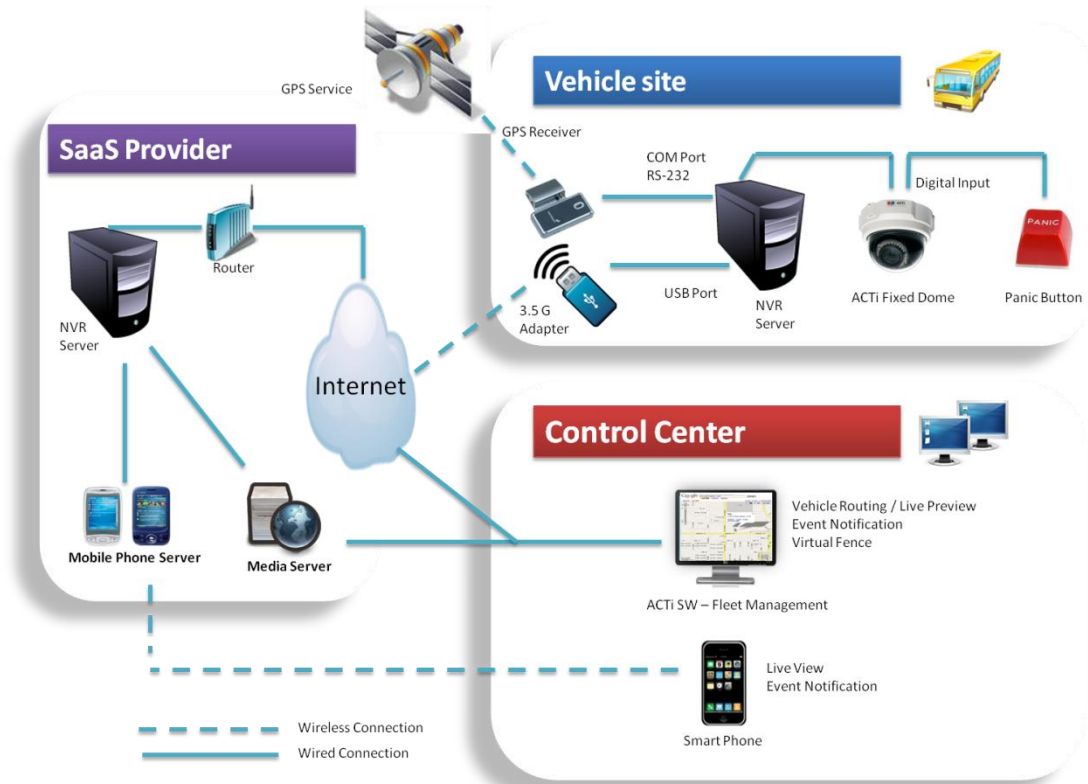 GPS Service
Vehicle site
GPS Receiver
COM Port
RS-232
Digital Input
PANIC
USB Port
3.5 G
Adapter
NVR
Server
ACTi Fixed Dome
Panic Button
SaaS Provider
Router
NVR
Server
Internet
Mobile Phone Server
Media Server
Control Center
Vehicle Routing / Live Preview
Event Notification
Virtual Fence
ACTi SW – Fleet Management
Live View
Event Notification
Smart Phone
Wireless Connection
Wired Connection